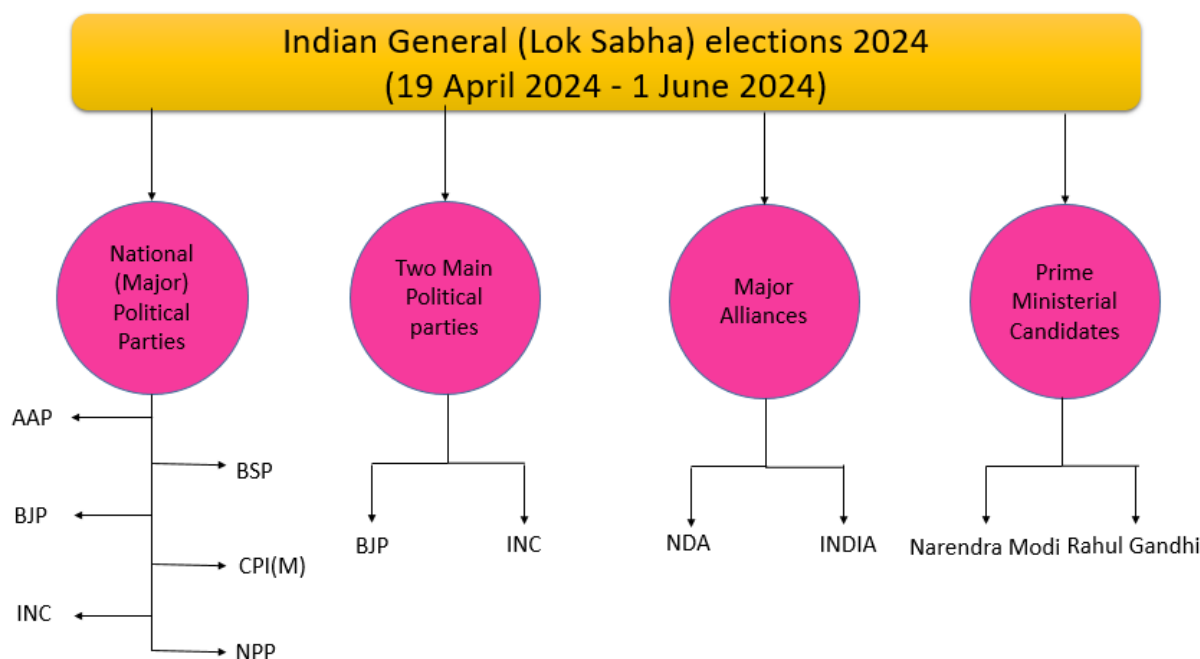 Indian General (Lok Sabha) elections 2024
(19 April 2024 - 1 June 2024)
National
(Major)
Political
Parties
Two Main
Political
parties
Major
Alliances
Prime
Ministerial
Candidates
AAP
BSP
BJP
CPI(M)
INC
NPP
BJP
INC
NDA
INDIA
Narendra Modi
Rahul Gandhi